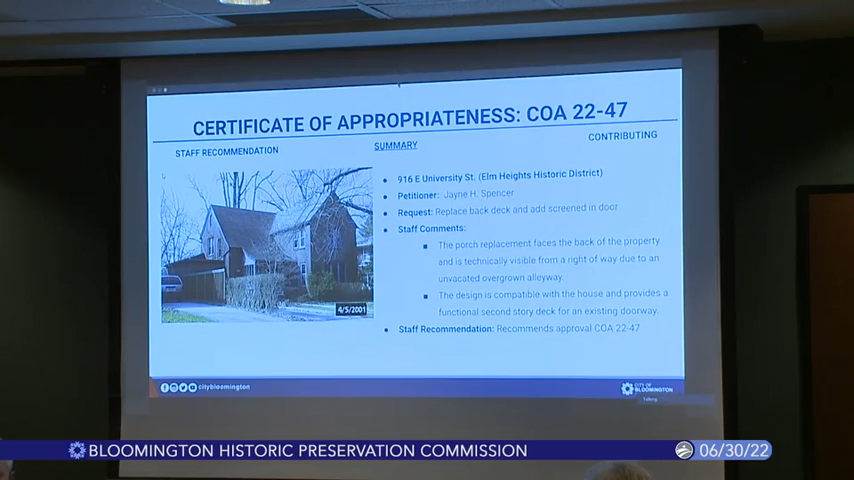 CERTIFICATE OF APPROPRIATENESS: COA 22-47
STAFF RECOMMENDATION
SUMMARY
CONTRIBUTING
916 E University St. (Elm Heights Historic District)
Petitioner: Jayne H. Spencer
Request: Replace back deck and add screened in door
Staff Comments:
The porch replacement faces the back of the property
and is technically visible from a right of way due to an
unvacated overgrown alleyway.
The design is compatible with the house and provides a
functional second story deck for an existing doorway.
Staff Recommendation: Recommends approval COA 22-47
4/5/2001
citybloomington
CITY OF
BLOOMINGTON
Talking:
BLOOMINGTON HISTORIC PRESERVATION COMMISSION
06/30/22